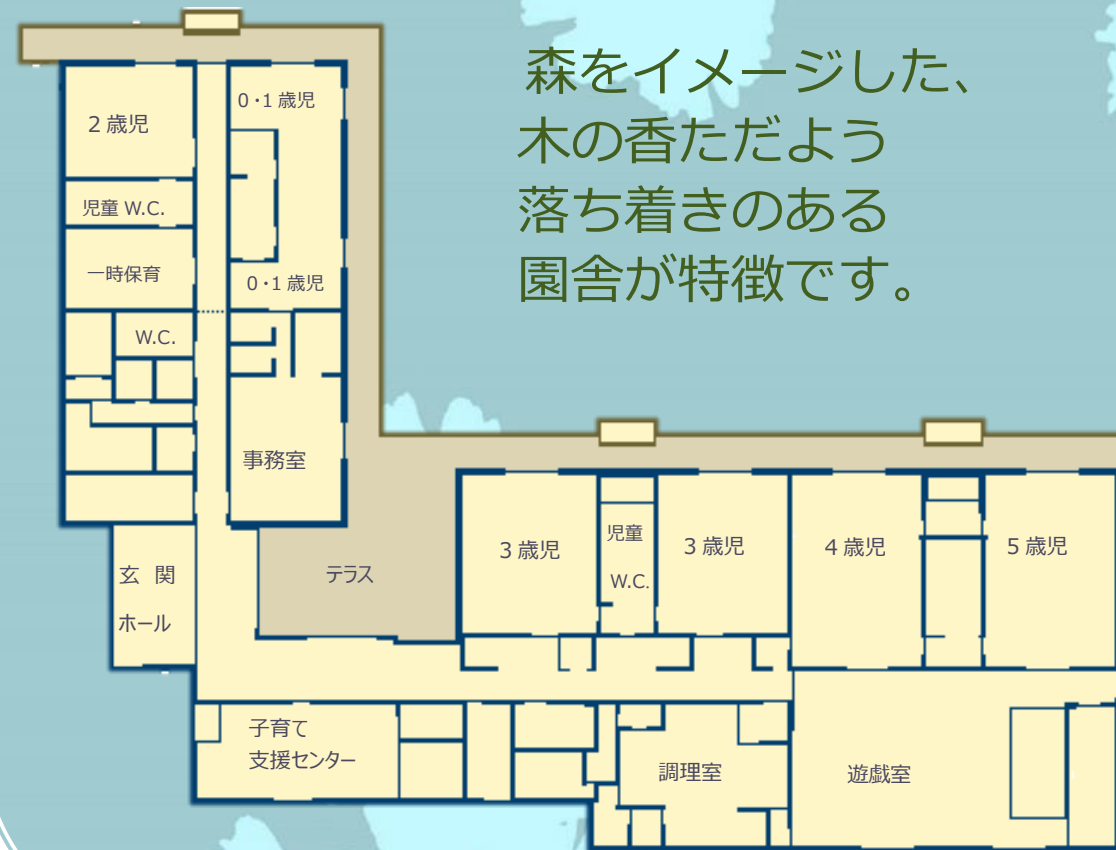 森をイメージした、
木の香ただよう
落ち着きのある
園舎が特徴です。
2歳児
0・1歳児
児童 W.C.
一時保育
0・1歳児
W.C.
事務室
玄 関
ホール
テラス
3歳児
児童
W.C.
3歳児
4歳児
5歳児
子育て
支援センター
調理室
遊戯室